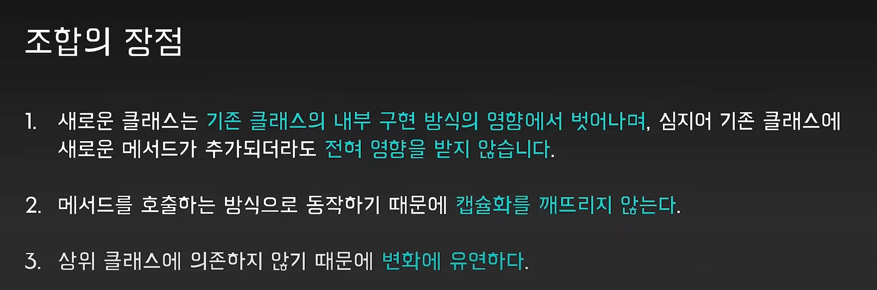 조합의 장점
1. 새로운 클래스는 기존 클래스의 내부 구현 방식의 영향에서 벗어나며, 심지어 기존 클래스에
새로운 메서드가 추가되더라도 전혀 영향을 받지 않습니다.
2. 메서드를 호출하는 방식으로 동작하기 때문에 캡슐화를 깨뜨리지 않는다.
3. 상위 클래스에 의존하지 않기 때문에 변화에 유연하다.